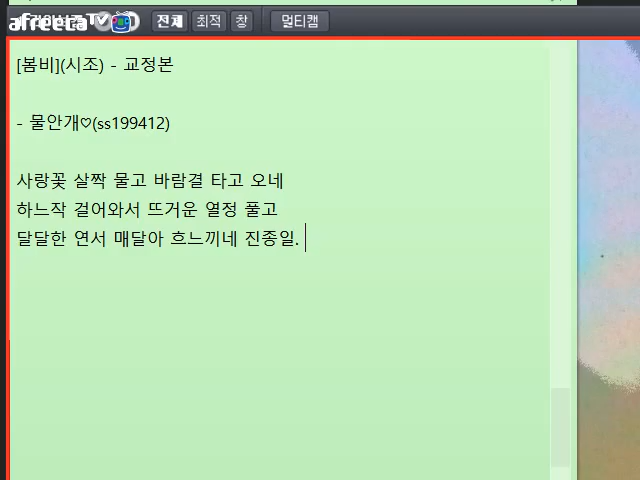 afreeca
전체 최적 창 멀티캠
[봄비](시조) - 교정본
- 물안개♡(ss199412)
사랑꽃 살짝 물고 바람결 타고 오네
하느작 걸어와서 뜨거운 열정 풀고
달달한 연서 매달아 흐느끼네 진종일.